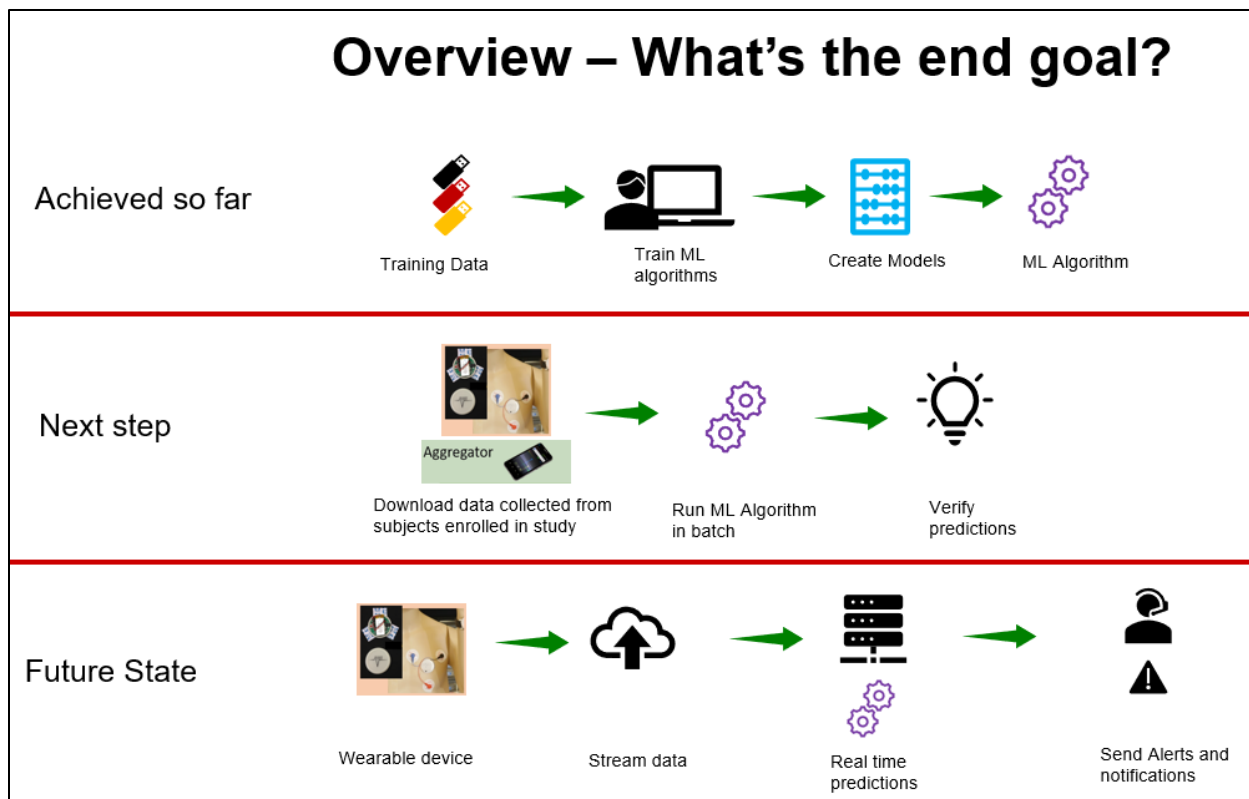 Overview – What's the end goal?
Achieved so far
Training Data
Train ML
algorithms
Create Models
ML Algorithm
Next step
Aggregator
Download data collected from
subjects enrolled in study
Run ML Algorithm
in batch
Verify
predictions
Future State
Wearable device
Stream data
Real time
predictions
Send Alerts and
notifications